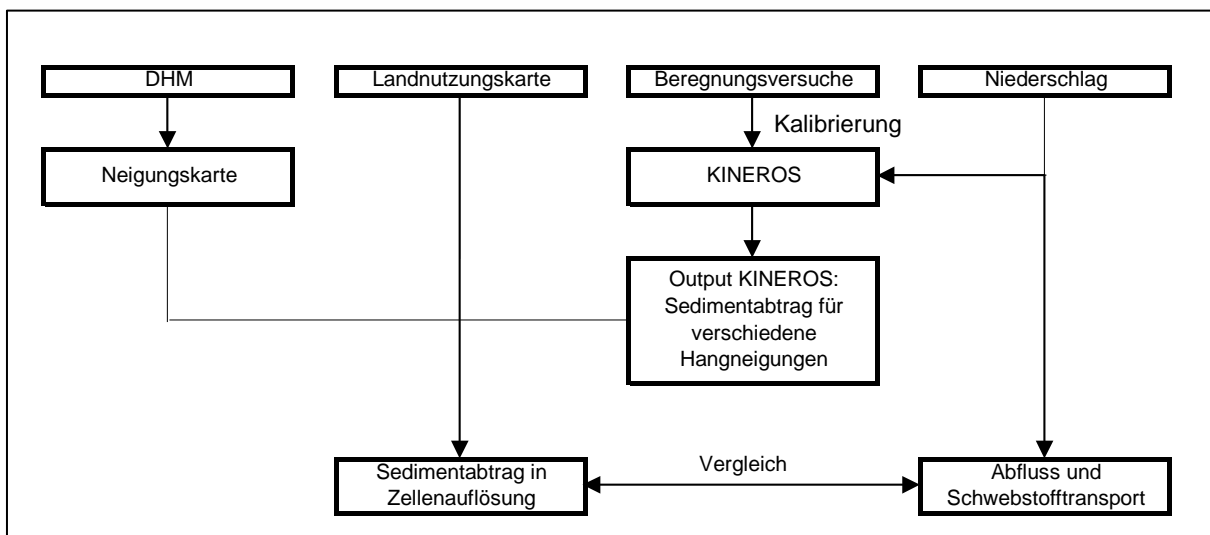 DHM
Landnutzungskarte
Beregnungsversuche
Niederschlag
Kalibrierung
Neigungskarte
KINEROS
Output KINEROS:
Sedimentabtrag für
verschiedene
Hangneigungen
Sedimentabtrag in
Zellenauflösung
Vergleich
Abfluss und
Schwebstofftransport